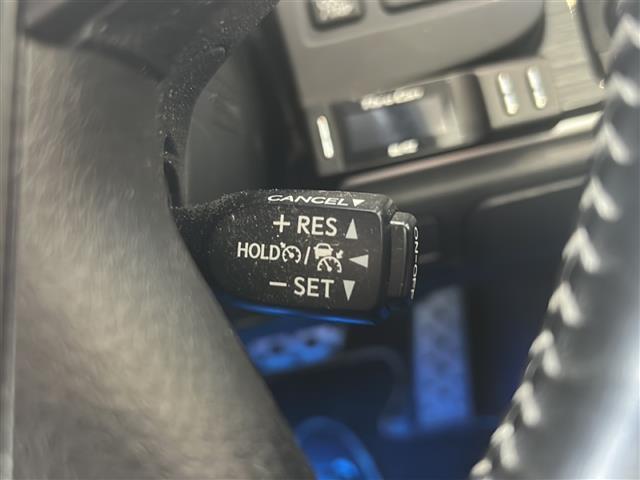 CANCEL▼
+ RES ▲
HOLD / ◀
− SET ▼
ON-OFF